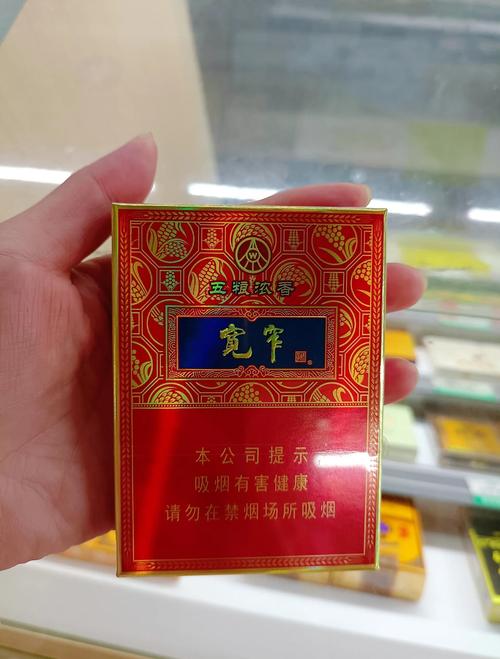 五粮浓香
宽窄
本公司提示
吸烟有害健康
请勿在禁烟场所吸烟